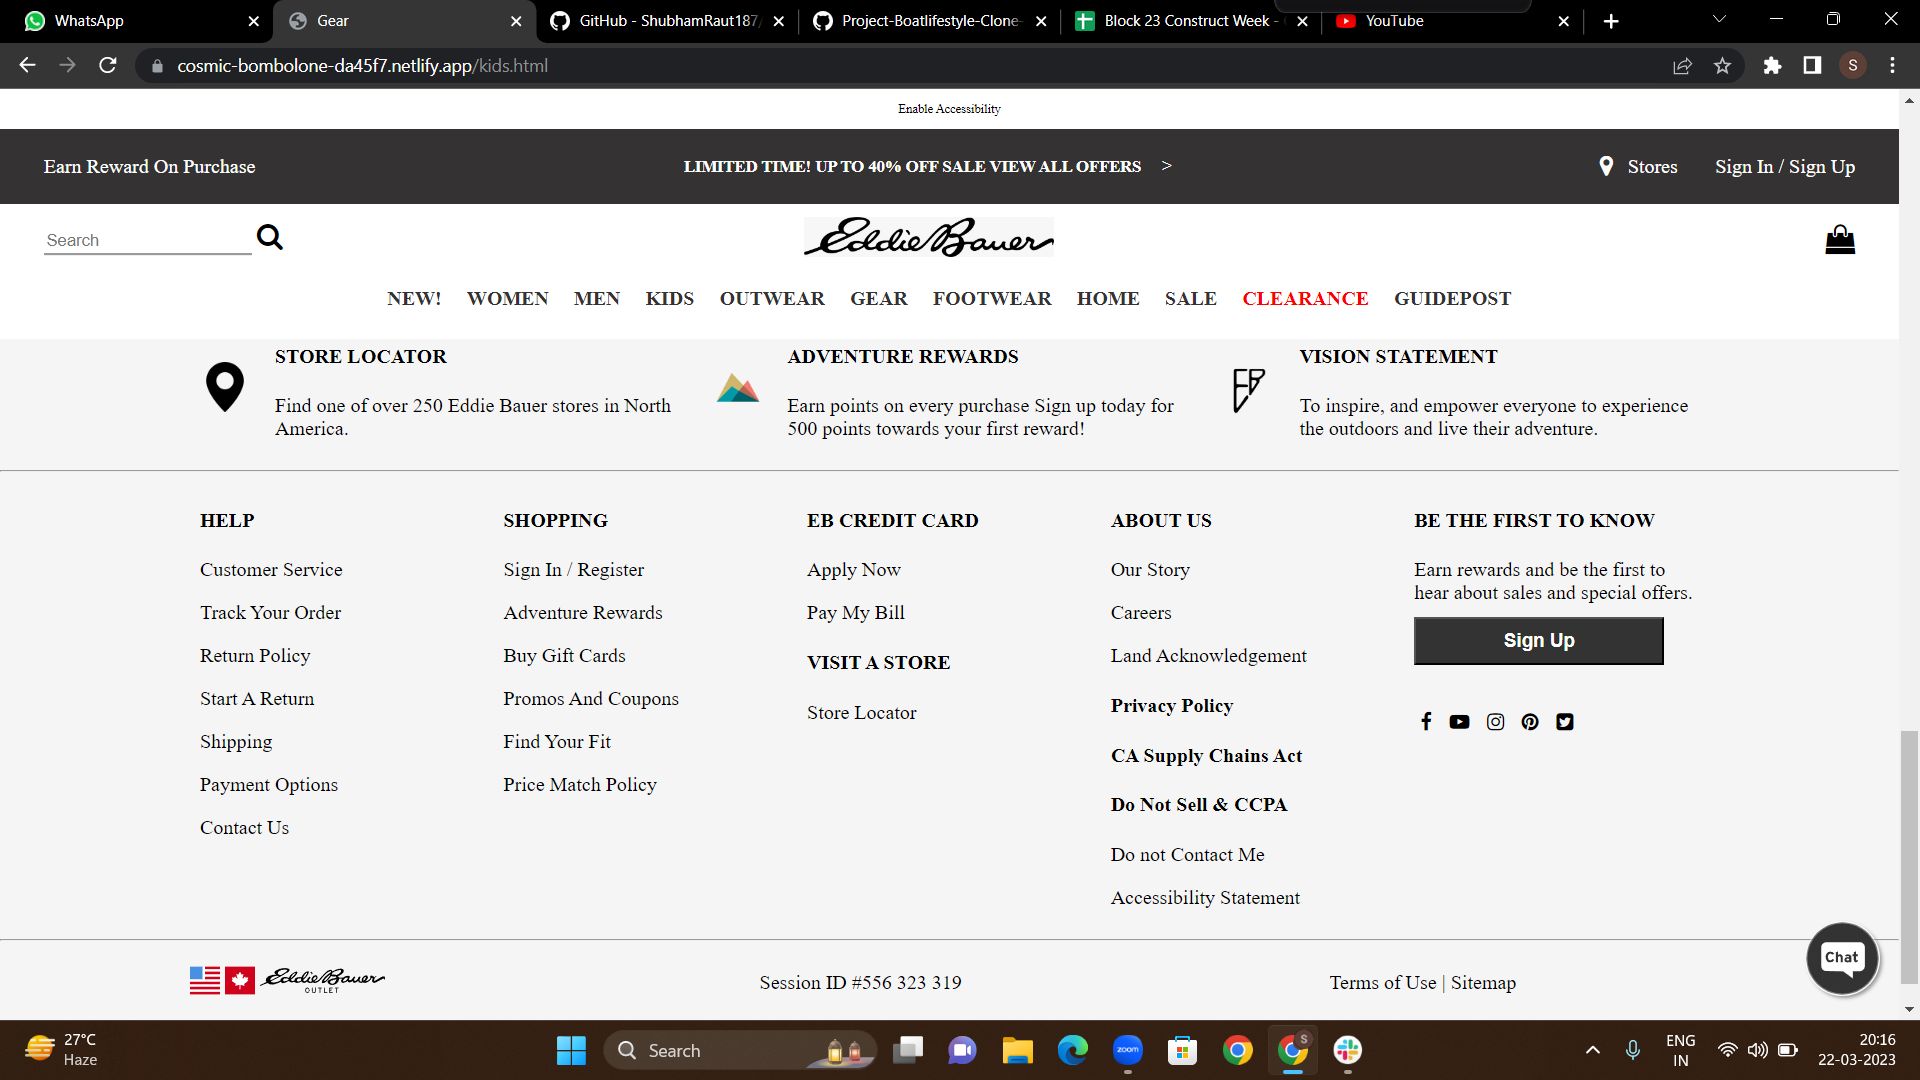 WhatsApp
Gear
GitHub - ShubhamRaut187/
Project-Boatlifestyle-Clone-
Block 23 Construct Week -
YouTube
cosmic-bombolone-da45f7.netlify.app/kids.html
S
Enable Accessibility
Earn Reward On Purchase
LIMITED TIME! UP TO 40% OFF SALE VIEW ALL OFFERS >
Stores
Sign In / Sign Up
Search
Eddie Bauer
NEW! WOMEN MEN KIDS OUTWEAR GEAR FOOTWEAR HOME SALE CLEARANCE GUIDEPOST
STORE LOCATOR
Find one of over 250 Eddie Bauer stores in North
America.
ADVENTURE REWARDS
Earn points on every purchase Sign up today for
500 points towards your first reward!
EB
VISION STATEMENT
To inspire, and empower everyone to experience
the outdoors and live their adventure.
HELP
Customer Service
Track Your Order
Return Policy
Start A Return
Shipping
Payment Options
Contact Us
SHOPPING
Sign In / Register
Adventure Rewards
Buy Gift Cards
Promos And Coupons
Find Your Fit
Price Match Policy
EB CREDIT CARD
Apply Now
Pay My Bill
VISIT A STORE
Store Locator
ABOUT US
Our Story
Careers
Land Acknowledgement
Privacy Policy
CA Supply Chains Act
Do Not Sell & CCPA
Do not Contact Me
Accessibility Statement
BE THE FIRST TO KNOW
Earn rewards and be the first to
hear about sales and special offers.
Sign Up
Chat
Eddie Bauer
OUTLET
Session ID #556 323 319
Terms of Use | Sitemap
27°C
Haze
Search
zoom
S
ENG
IN
20:16
22-03-2023